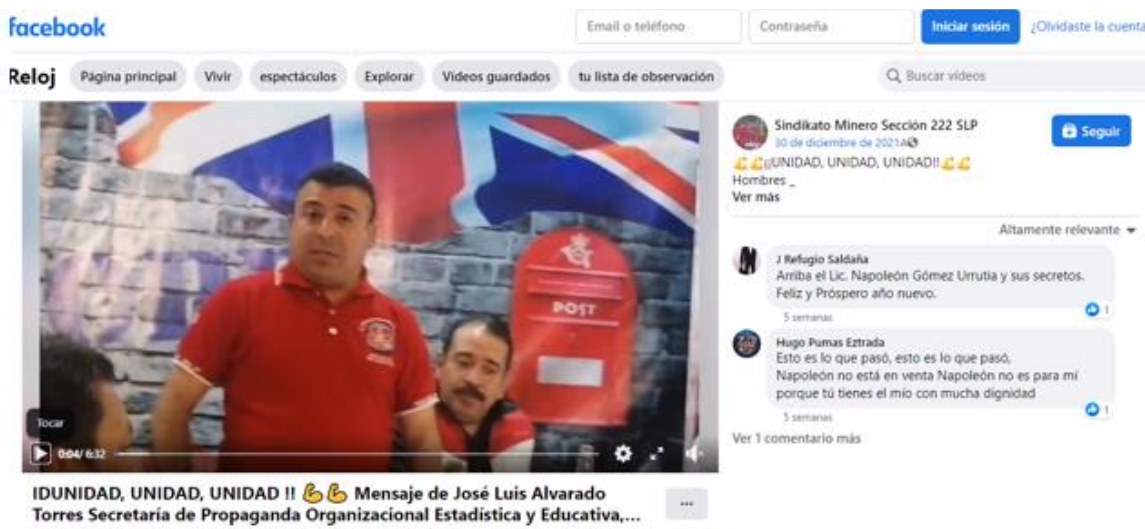 facebook
Email o teléfono
Contraseña
Iniciar sesión
¿Olvidaste la cuenta
Reloj
Página principal
Vivir
espectáculos
Explorar
Vídeos guardados
tu lista de observación
Buscar vídeos
POST
Tocar
0:04/ 6:32
IDUNIDAD, UNIDAD, UNIDAD !! 💪💪 Mensaje de José Luis Alvarado
Torres Secretaría de Propaganda Organizacional Estadística y Educativa,...
Sindikato Minero Sección 222 SLP
Seguir
30 de diciembre de 2021
💪💪¡¡UNIDAD, UNIDAD, UNIDAD!!💪💪
Hombres _
Ver más
Altamente relevante
J Refugio Saldaña
Arriba el Lic. Napoleón Gómez Urrutia y sus secretos.
Feliz y Próspero año nuevo.
5 semanas
1
Hugo Pumas Eztrada
Esto es lo que pasó, esto es lo que pasó,
Napoleón no está en venta Napoleón no es para mí
porque tú tienes el mío con mucha dignidad
5 semanas
1
Ver 1 comentario más